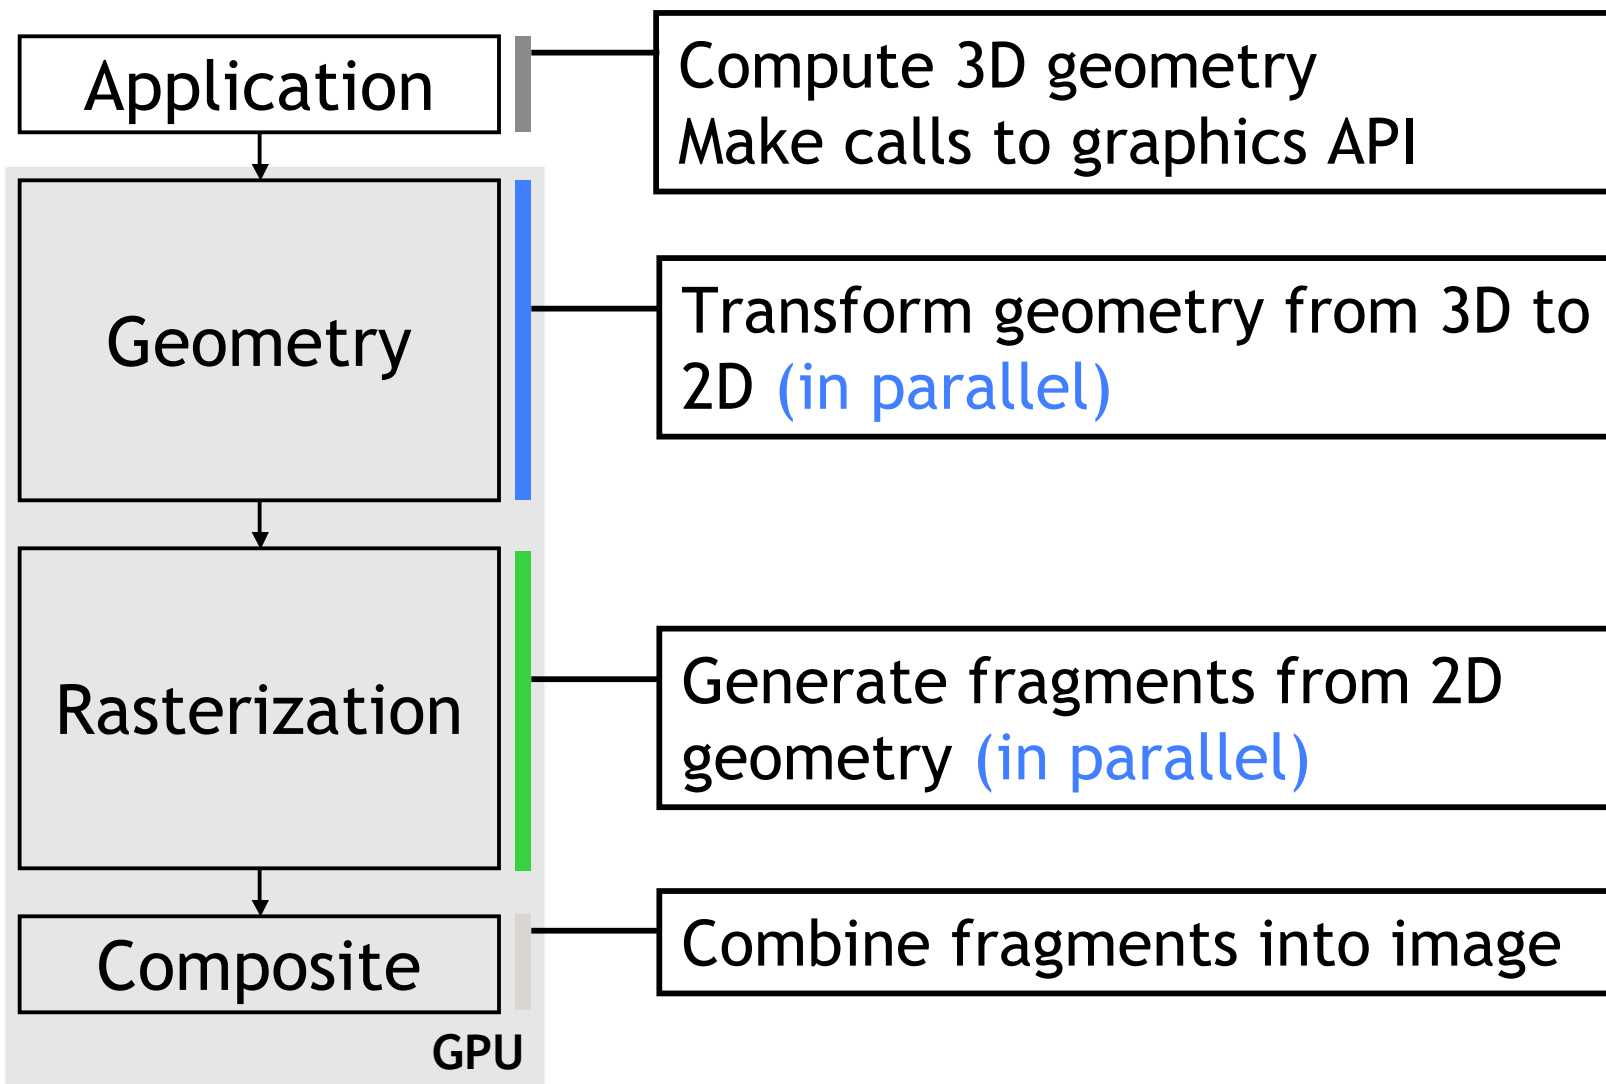 Application
Compute 3D geometry
Make calls to graphics API
Geometry
Transform geometry from 3D to
2D (in parallel)
Rasterization
Generate fragments from 2D
geometry (in parallel)
Composite
Combine fragments into image
GPU